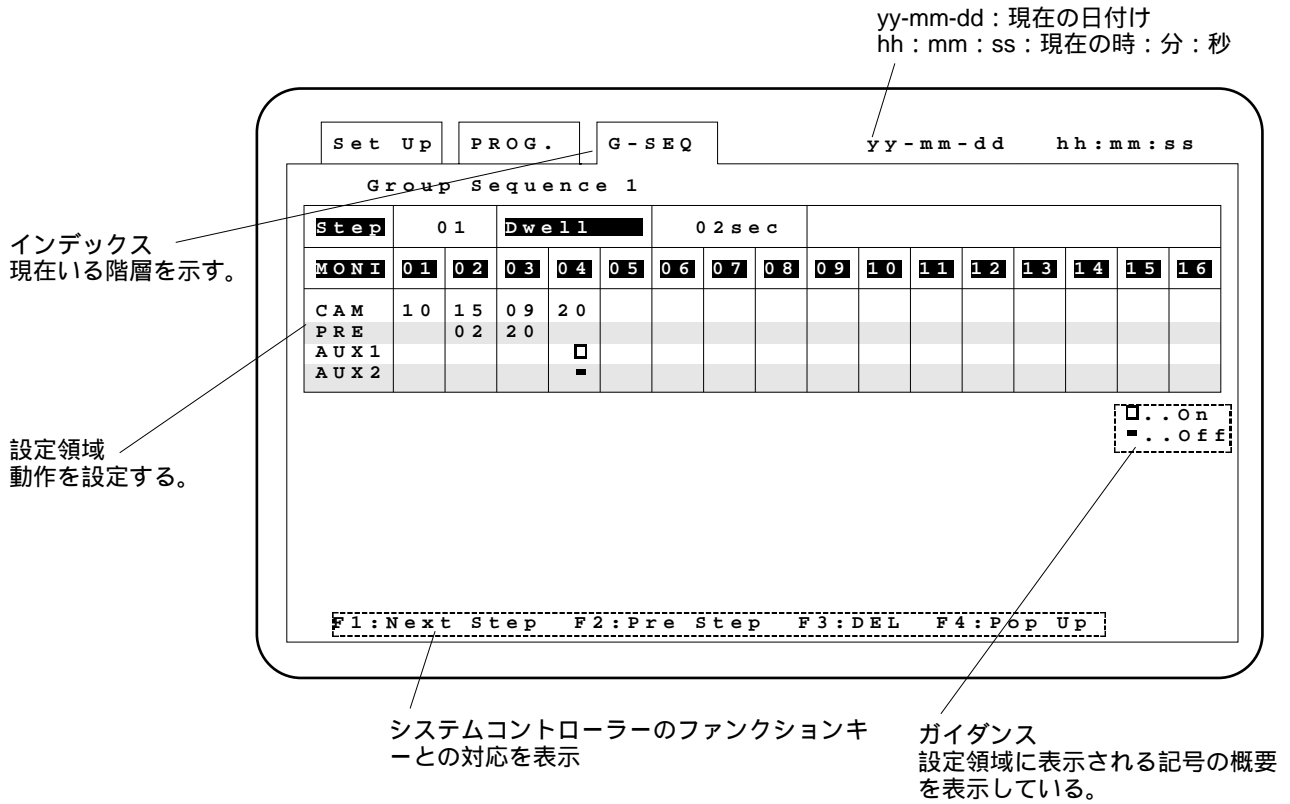 yy-mm-dd：現在の日付け
hh：mm：ss：現在の時：分：秒
Set Up PROG. G-SEQ yy-mm-dd hh:mm:ss
Group Sequence 1
Step 01 Dwell 02sec
MONI 01 02 03 04 05 06 07 08 09 10 11 12 13 14 15 16
CAM 10 15 09 20
PRE 02 20
AUX1
AUX2
インデックス
現在いる階層を示す。
設定領域
動作を設定する。
..On
..Off
F1:Next Step F2:Pre Step F3:DEL F4:Pop Up
システムコントローラーのファンクションキ
ーとの対応を表示
ガイダンス
設定領域に表示される記号の概要
を表示している。